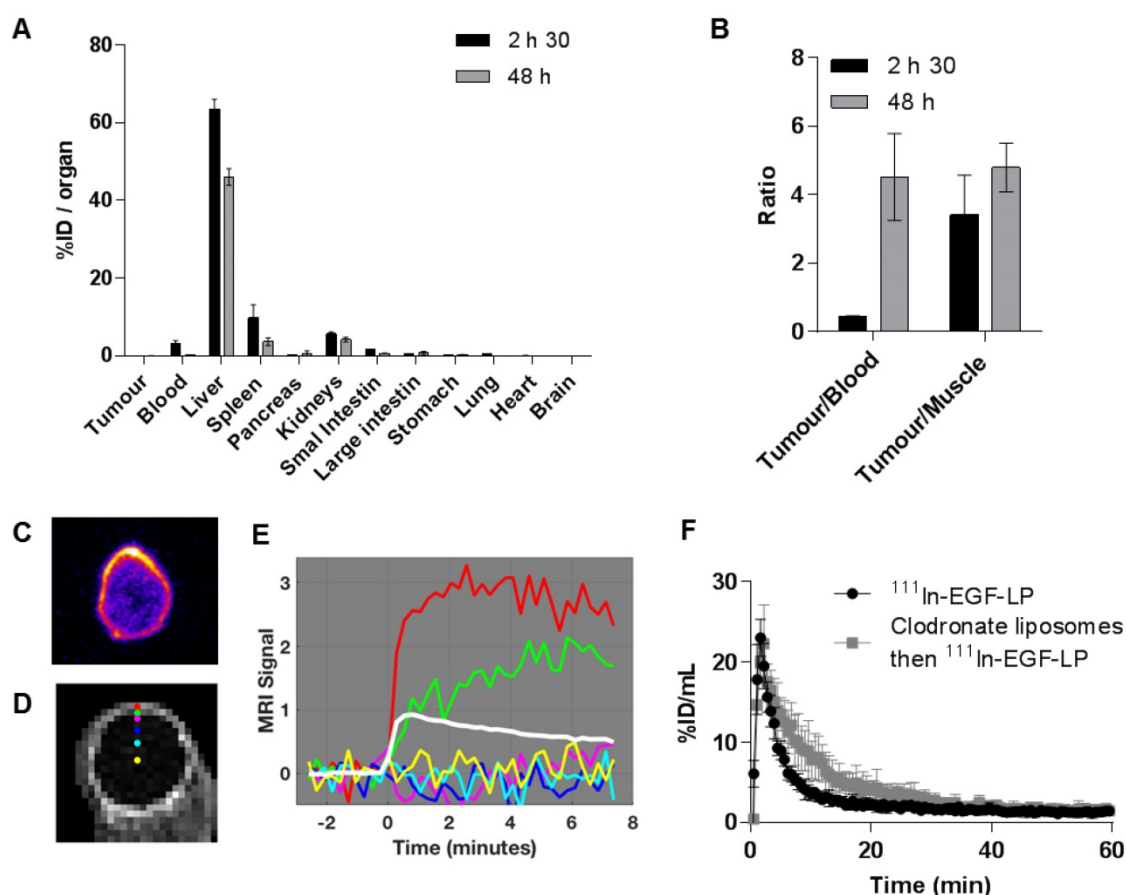 A
80
60
40
20
0
%ID / organ
2 h 30
48 h
Tumour
Blood
Liver
Spleen
Pancreas
Kidneys
Smal Intestin
Large intestin
Stomach
Lung
Heart
Brain
B
8
6
4
2
0
Ratio
2 h 30
48 h
Tumour/Blood
Tumour/Muscle
C
D
E
3
2
1
0
MRI Signal
-2 0 2 4 6 8
Time (minutes)
F
30
20
10
0
%ID/mL
111In-EGF-LP
Clodronate liposomes
then 111In-EGF-LP
0 20 40 60
Time (min)